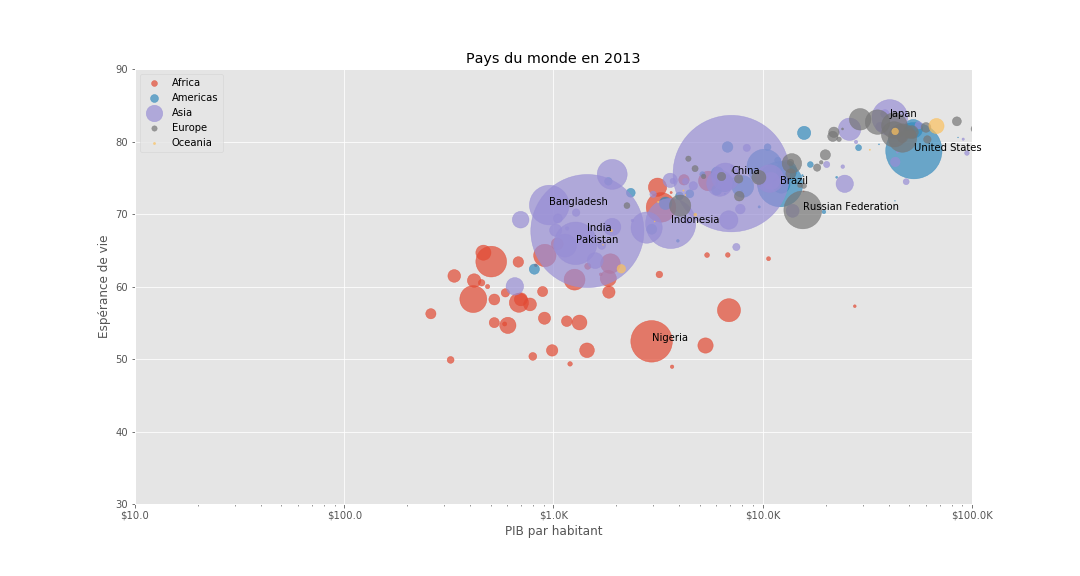 Pays du monde en 2013
90
80
70
60
50
40
30
Espérance de vie
Africa
Americas
Asia
Europe
Oceania
Japan
United States
China
Brazil
Bangladesh
Russian Federation
Indonesia
India
Pakistan
Nigeria
$10.0
$100.0
$1.0K
$10.0K
$100.0K
PIB par habitant